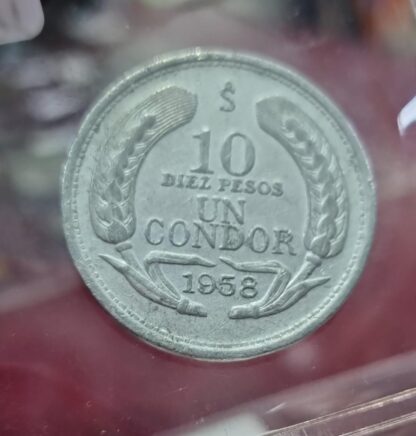 S
10
DIEZ PESOS
UN
CONDOR
1958